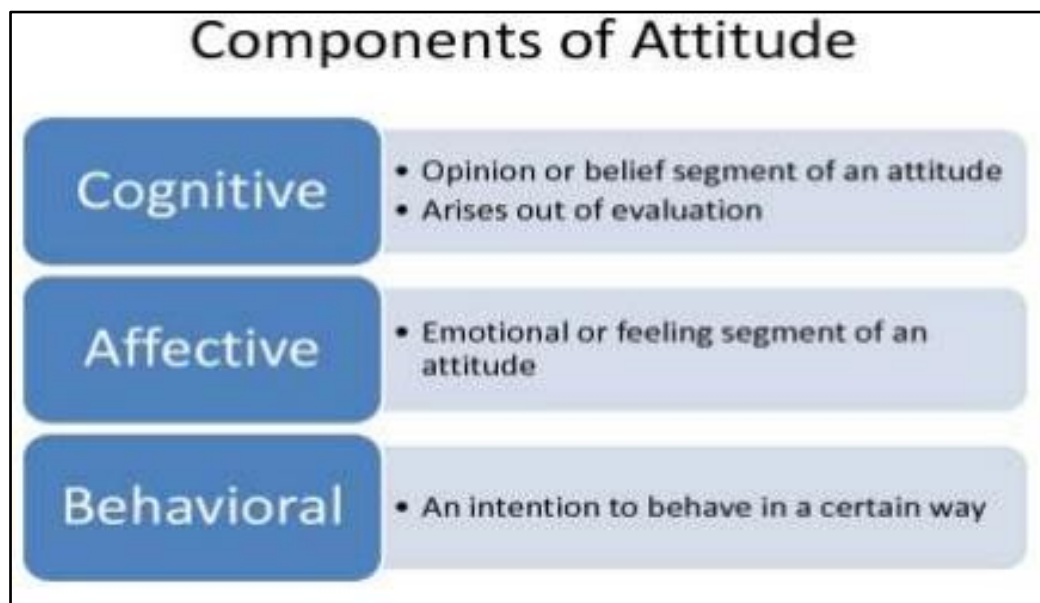 Components of Attitude
Cognitive
• Opinion or belief segment of an attitude
• Arises out of evaluation
Affective
• Emotional or feeling segment of an
attitude
Behavioral
• An intention to behave in a certain way